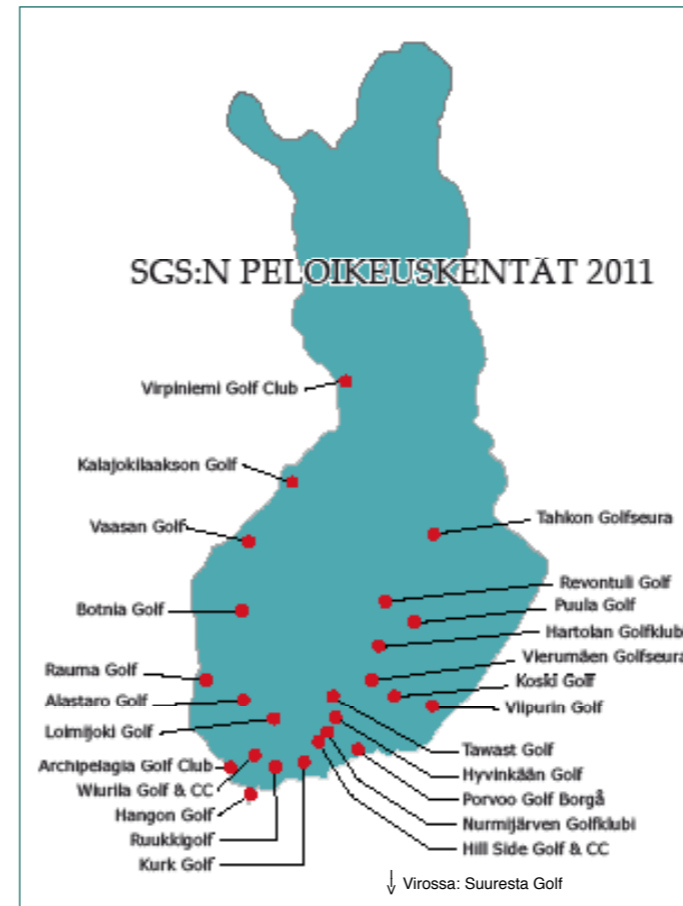 SGS:N PELOIKEUSKENTÄT 2011
Virpiniemi Golf Club
Kalajokilaakson Golf
Vaasan Golf
Tahkon Golfseura
Revontuli Golf
Botnia Golf
Puula Golf
Hartolan Golfklubi
Vierumäen Golfseura
Rauma Golf
Koski Golf
Alastaro Golf
Viipurin Golf
Loimijoki Golf
Tawast Golf
Archipelagia Golf Club
Hyvinkään Golf
Wiurila Golf & CC
Porvoo Golf Borgå
Hangon Golf
Nurmijärven Golfklubi
Ruukkigolf
Hill Side Golf & CC
Kurk Golf
↓ Virossa: Suuresta Golf